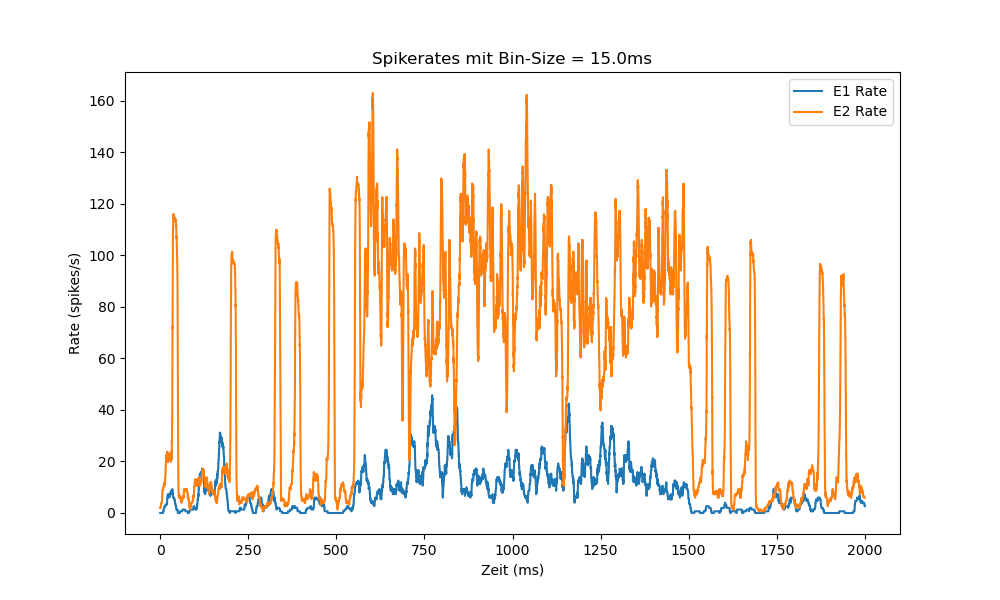 Spikerates mit Bin-Size = 15.0ms
E1 Rate
E2 Rate
160
140
120
100
80
60
40
20
0
Rate (spikes/s)
0 250 500 750 1000 1250 1500 1750 2000
Zeit (ms)